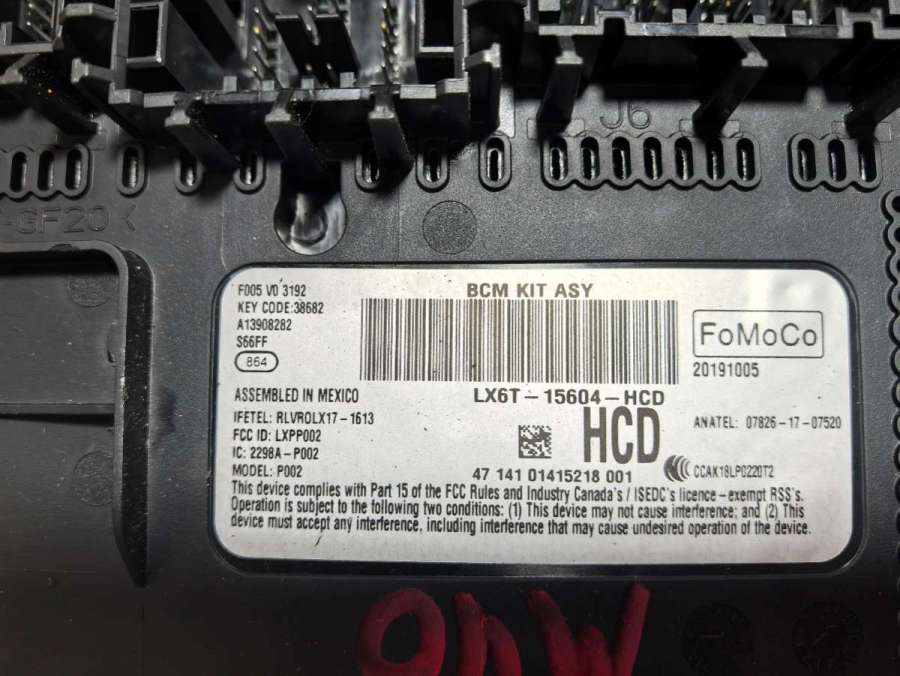 J6
-GF20<
F005 V0 3192
KEY CODE:38682
A13908282
S66FF
864
BCM KIT ASY
FoMoCo
20191005
ASSEMBLED IN MEXICO
LX6T-15604-HCD
IFETEL: RLVROLX17-1613
HCD
ANATEL: 07826-17-07520
FCC ID: LXPP002
IC: 2298A-P002
MODEL: P002
47 141 01415218 001
CCAK18LP0220T2
This device complies with Part 15 of the FCC Rules and Industry Canada's / ISEDC's licence-exempt RSS's.
Operation is subject to the following two conditions: (1) This device may not cause interference; and (2) This
device must accept any interference, including interference that may cause undesired operation of the device.